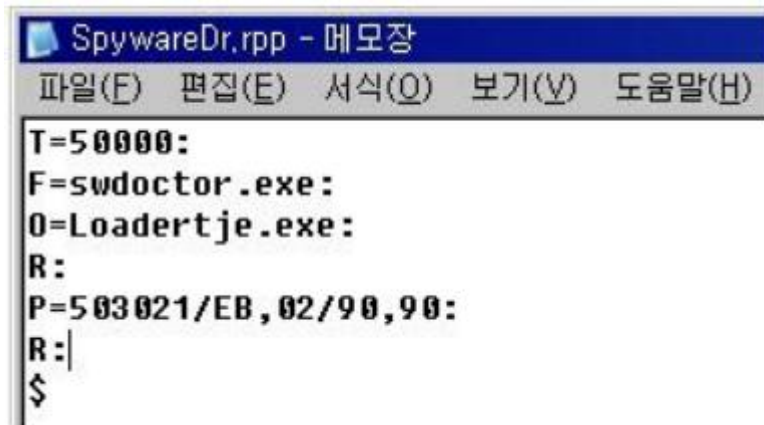 SpywareDr.rpp - 메모장
파일(F) 편집(E) 서식(O) 보기(V) 도움말(H)
T=50000:
F=swdoctor.exe:
O=Loadertje.exe:
R:
P=503021/EB,02/90,90:
R:
$